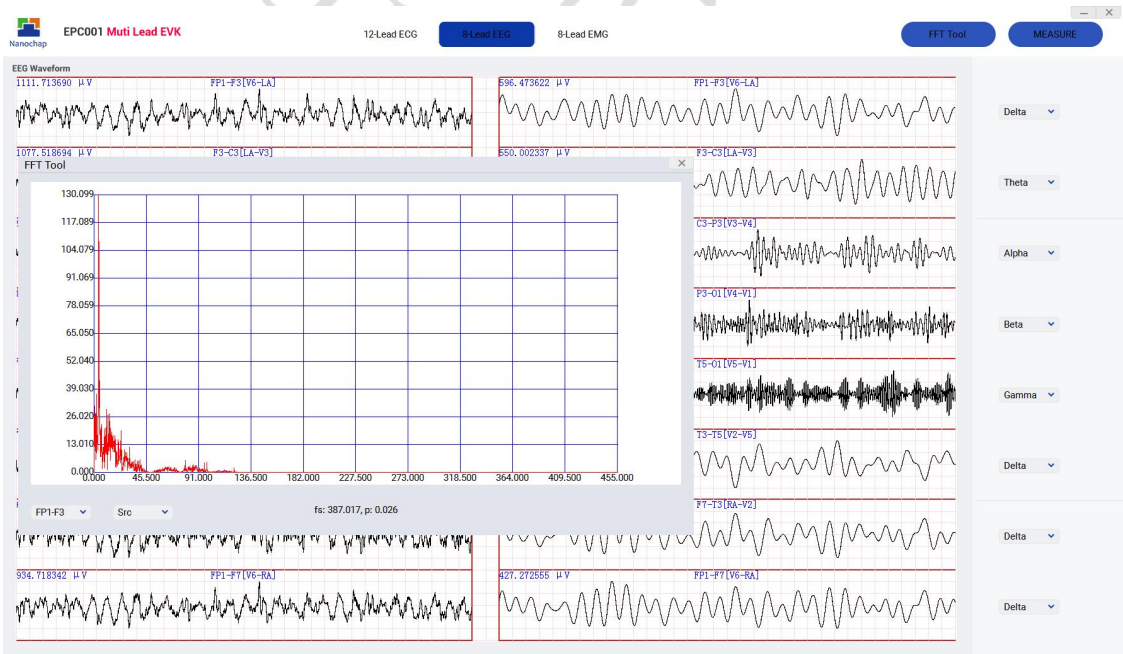 Nanochap
EPC001 Muti Lead EVK
12-Lead ECG
8-Lead EEG
8-Lead EMG
FFT Tool
MEASURE
EEG Waveform
1111.713690 μV
FP1-F3[V6-LA]
596.473622 μV
FP1-F3[V6-LA]
Delta
1077.518694 μV
F3-C3[LA-V3]
550.002337 μV
F3-C3[LA-V3]
Theta
FFT Tool
130.099
117.089
104.079
91.069
78.059
65.050
52.040
39.030
26.020
13.010
0.000
0.000
45.500
91.000
136.500
182.000
227.500
273.000
318.500
364.000
409.500
455.000
FP1-F3
Src
fs: 387.017, p: 0.026
C3-P3[V3-V4]
Alpha
P3-O1[V4-V1]
Beta
T5-O1[V5-V1]
Gamma
T3-T5[V2-V5]
Delta
F7-T3[RA-V2]
Delta
934.718342 μV
FP1-F7[V6-RA]
427.272555 μV
FP1-F7[V6-RA]
Delta